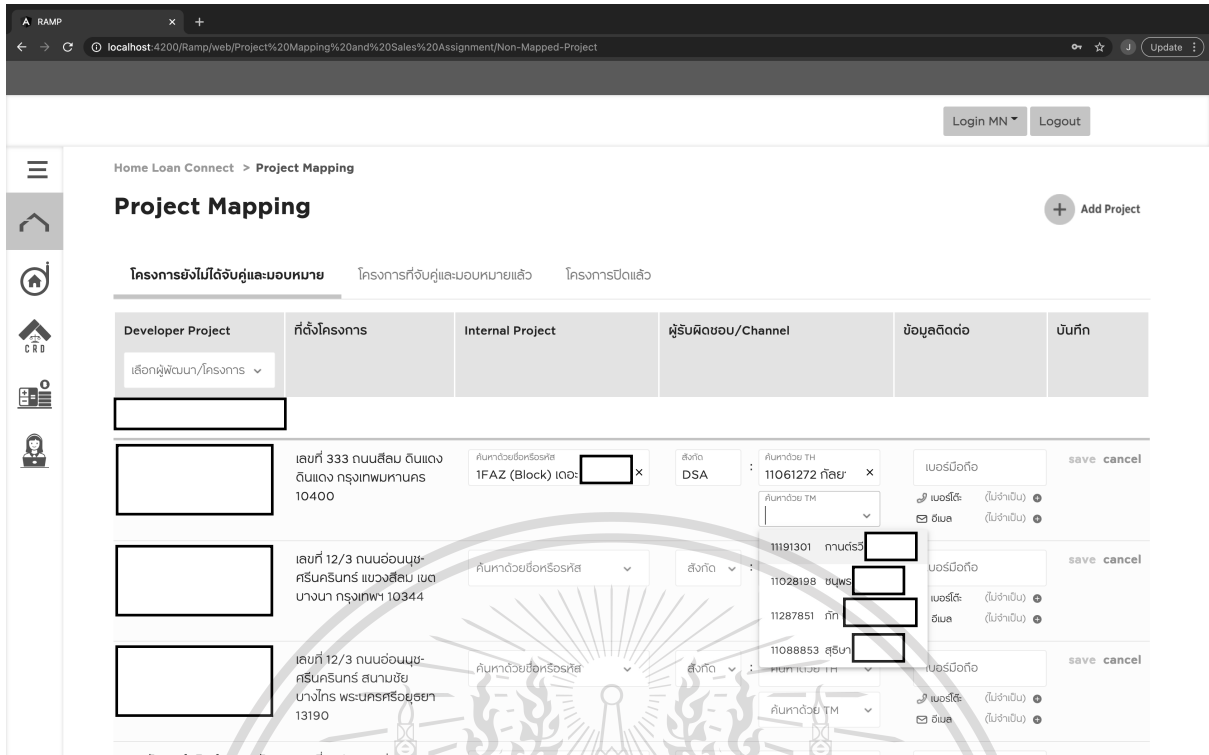 RAMP
localhost:4200/Ramp/web/Project%20Mapping%20and%20Sales%20Assignment/Non-Mapped-Project
J
Update
Login MN
Logout
Home Loan Connect > Project Mapping
Project Mapping
Add Project
โครงการยังไม่ได้จับคู่และมอบหมาย โครงการที่จับคู่และมอบหมายแล้ว โครงการปิดแล้ว
CRD
Developer Project ที่ตั้งโครงการ Internal Project ผู้รับผิดชอบ/Channel ข้อมูลติดต่อ บันทึก
เลือกผู้พัฒนา/โครงการ
เลขที่ 333 ถนนสีลม ดินแดง
ดินแดง กรุงเทพมหานคร
10400
ค้นหาด้วยชื่อหรือรหัส
1FAZ (Block) เดอะ
สังกัด
DSA
:
ค้นหาด้วย TH
11061272 กัลย
ค้นหาด้วย TM
เบอร์มือถือ
เบอร์โต๊ะ (ไม่จำเป็น)
อีเมล (ไม่จำเป็น)
save cancel
11191301 กานต์รวี
11028198 ชนุพร
11287851 ภัท
11088853 สุธิษา
เลขที่ 12/3 ถนนอ่อนนุช-
ศรีนครินทร์ แขวงสีลม เขต
บางนา กรุงเทพฯ 10344
ค้นหาด้วยชื่อหรือรหัส
สังกัด
:
เบอร์มือถือ
เบอร์โต๊ะ (ไม่จำเป็น)
อีเมล (ไม่จำเป็น)
save cancel
เลขที่ 12/3 ถนนอ่อนนุช-
ศรีนครินทร์ สนามชัย
บางไทร พระนครศรีอยุธยา
13190
ค้นหาด้วยชื่อหรือรหัส
สังกัด
:
ค้นหาด้วย TH
ค้นหาด้วย TM
เบอร์มือถือ
เบอร์โต๊ะ (ไม่จำเป็น)
อีเมล (ไม่จำเป็น)
save cancel